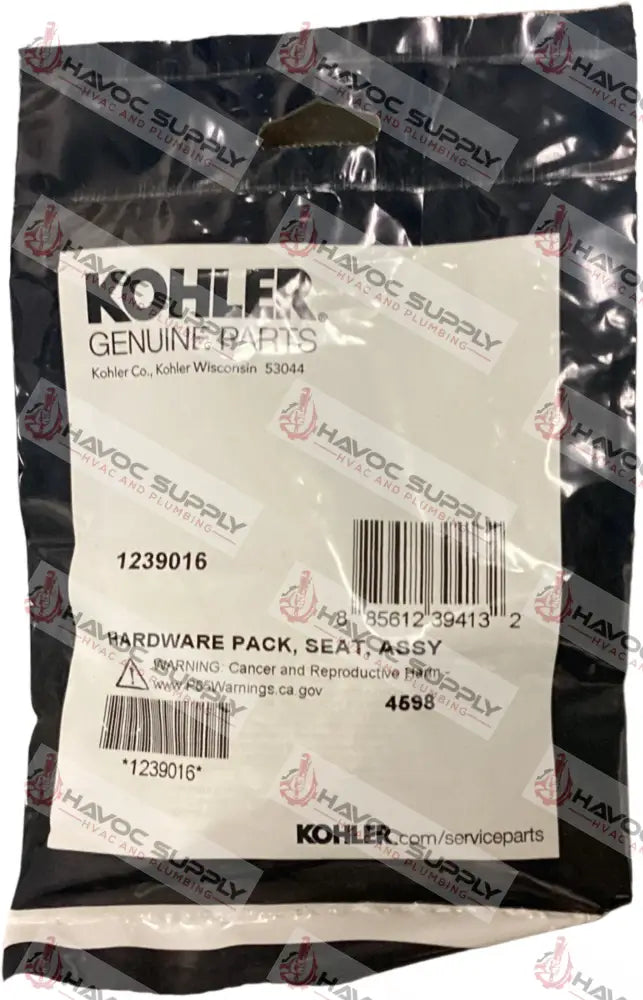 KOHLER®
GENUINE PARTS
Kohler Co., Kohler Wisconsin 53044
1239016
8 85612 39413 2
HARDWARE PACK, SEAT, ASSY
WARNING: Cancer and Reproductive Harm -
www.P65Warnings.ca.gov
4598
*1239016*
KOHLER.com/serviceparts
HAVOC SUPPLY
HVAC AND PLUMBING